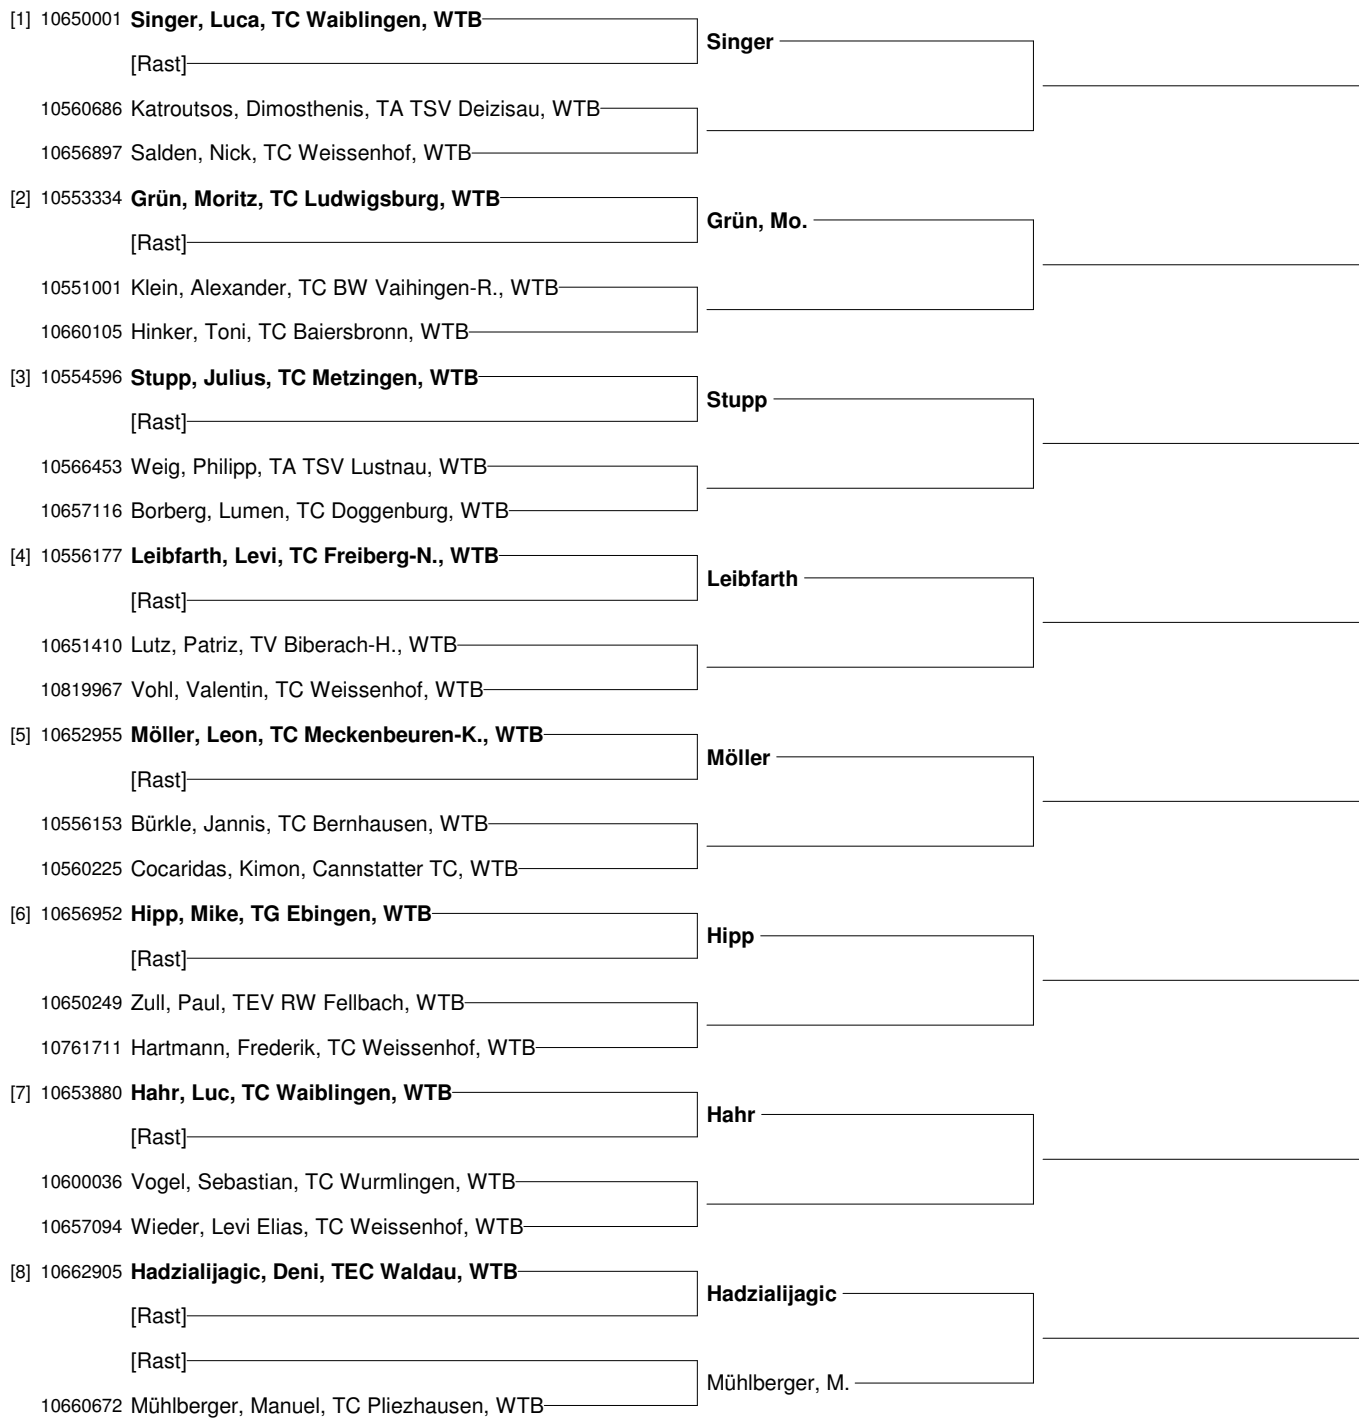 [1] 10650001 Singer, Luca, TC Waiblingen, WTB
Singer
[Rast]
10560686 Katroutsos, Dimosthenis, TA TSV Deizisau, WTB
10656897 Salden, Nick, TC Weissenhof, WTB
[2] 10553334 Grün, Moritz, TC Ludwigsburg, WTB
Grün, Mo.
[Rast]
10551001 Klein, Alexander, TC BW Vaihingen-R., WTB
10660105 Hinker, Toni, TC Baiersbronn, WTB
[3] 10554596 Stupp, Julius, TC Metzingen, WTB
Stupp
[Rast]
10566453 Weig, Philipp, TA TSV Lustnau, WTB
10657116 Borberg, Lumen, TC Doggenburg, WTB
[4] 10556177 Leibfarth, Levi, TC Freiberg-N., WTB
Leibfarth
[Rast]
10651410 Lutz, Patriz, TV Biberach-H., WTB
10819967 Vohl, Valentin, TC Weissenhof, WTB
[5] 10652955 Möller, Leon, TC Meckenbeuren-K., WTB
Möller
[Rast]
10556153 Bürkle, Jannis, TC Bernhausen, WTB
10560225 Cocaridas, Kimon, Cannstatter TC, WTB
[6] 10656952 Hipp, Mike, TG Ebingen, WTB
Hipp
[Rast]
10650249 Zull, Paul, TEV RW Fellbach, WTB
10761711 Hartmann, Frederik, TC Weissenhof, WTB
[7] 10653880 Hahr, Luc, TC Waiblingen, WTB
Hahr
[Rast]
10600036 Vogel, Sebastian, TC Wurmlingen, WTB
10657094 Wieder, Levi Elias, TC Weissenhof, WTB
[8] 10662905 Hadzialijagic, Deni, TEC Waldau, WTB
Hadzialijagic
[Rast]
[Rast]
Mühlberger, M.
10660672 Mühlberger, Manuel, TC Pliezhausen, WTB